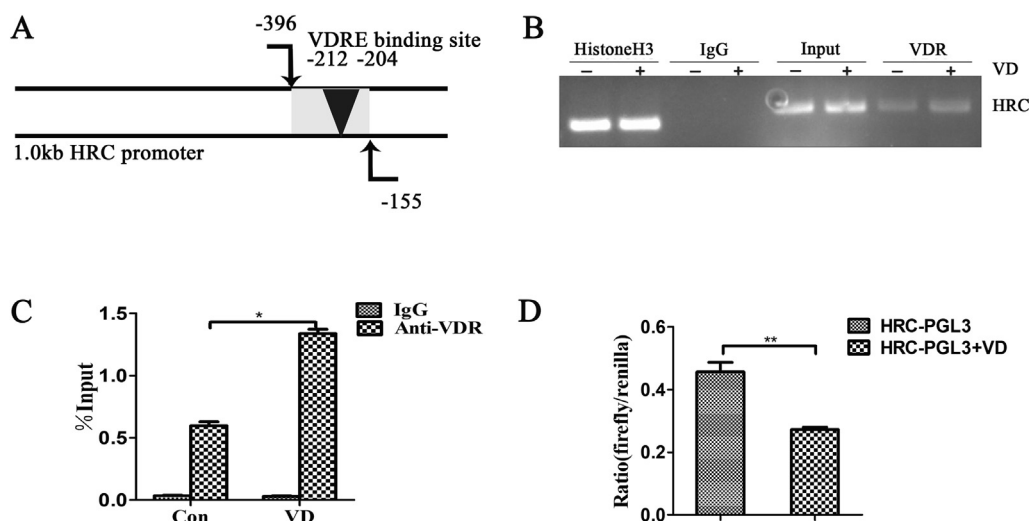 A
-396
VDRE binding site
-212 -204
1.0kb HRC promoter
-155
B
HistoneH3 IgG Input VDR
− + − + − + − + VD
HRC
C
%Input
1.5
1.0
0.5
0.0
*
IgG
Anti-VDR
Con VD
D
Ratio(firefly/renilla)
0.6
0.4
0.2
0.0
**
HRC-PGL3
HRC-PGL3+VD